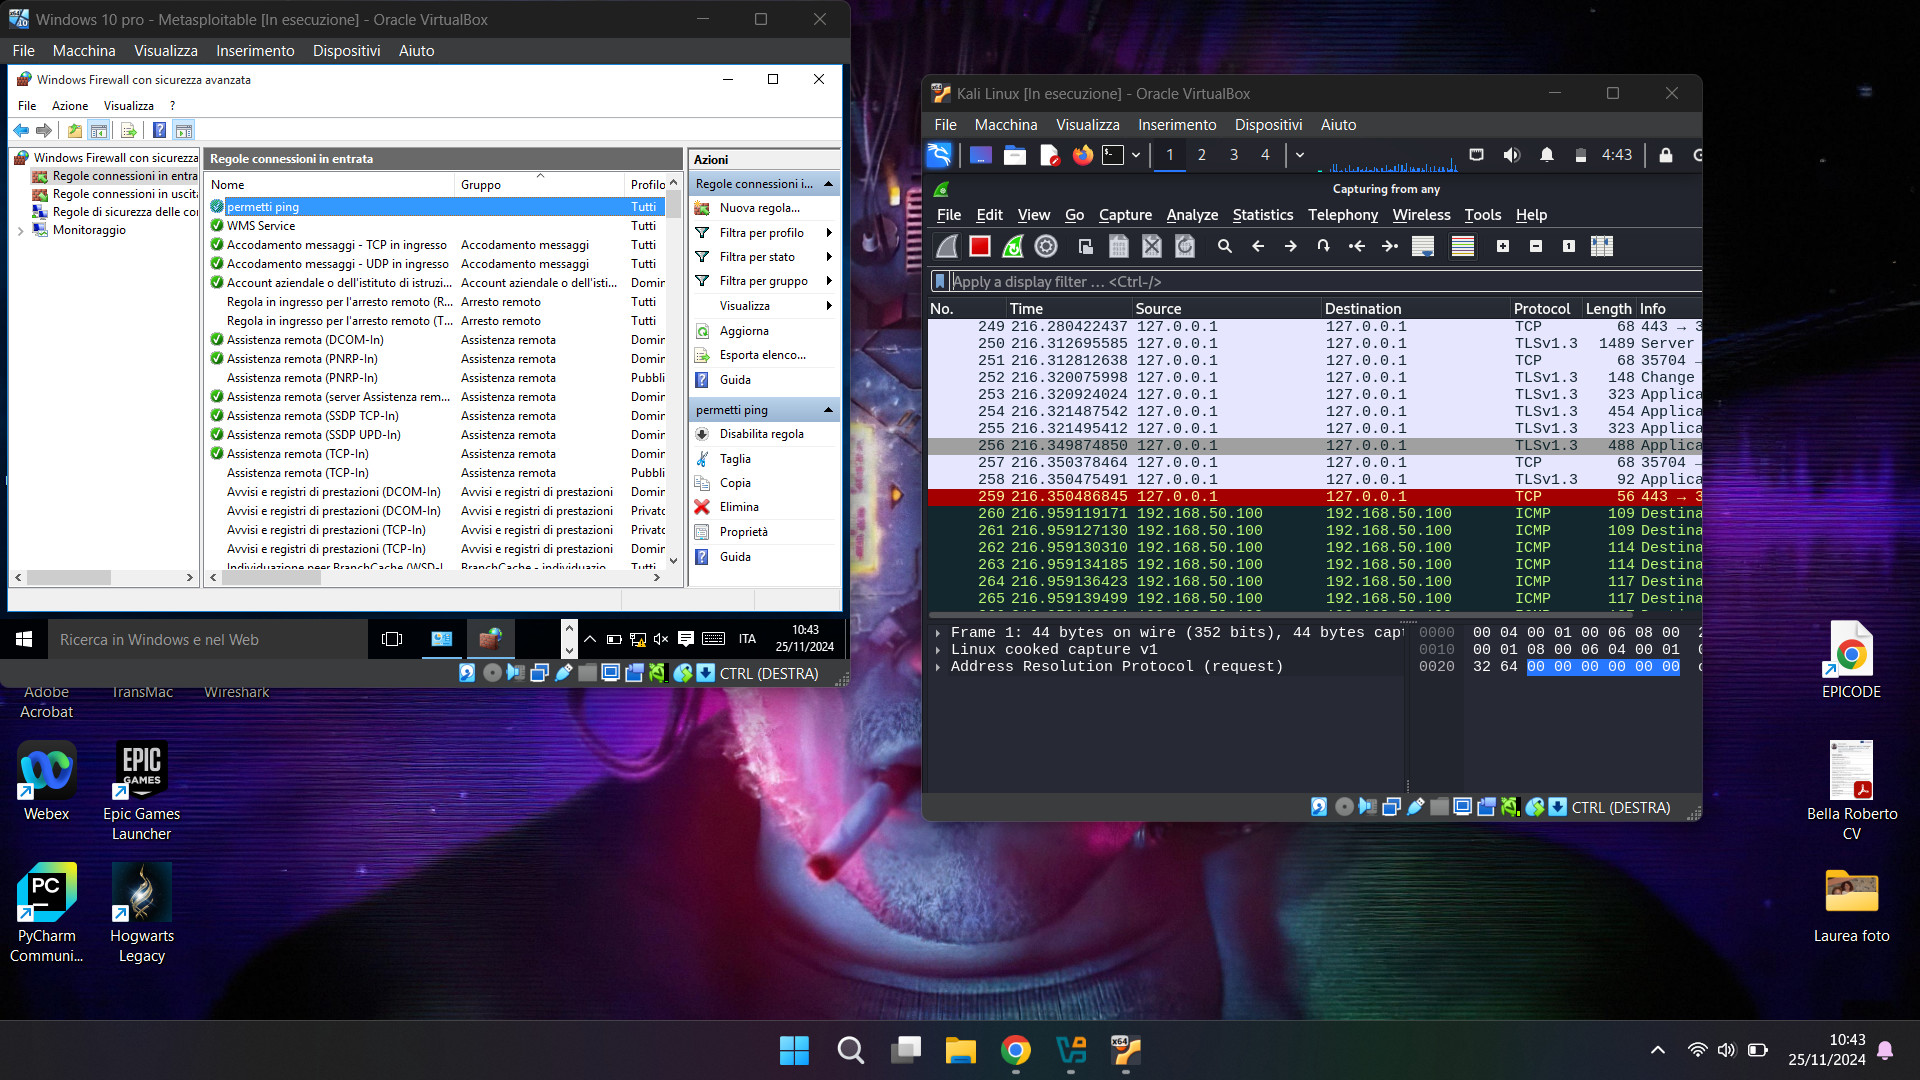 Windows 10 pro - Metasploitable [In esecuzione] - Oracle VirtualBox
File Macchina Visualizza Inserimento Dispositivi Aiuto
Windows Firewall con sicurezza avanzata
File Azione Visualizza ?
Windows Firewall con sicurezza
Regole connessioni in entra
Regole connessioni in uscit
Regole di sicurezza delle co
Monitoraggio
Regole connessioni in entrata
Nome Gruppo Profilo
permetti ping Tutti
WMS Service Tutti
Accodamento messaggi - TCP in ingresso Accodamento messaggi Tutti
Accodamento messaggi - UDP in ingresso Accodamento messaggi Tutti
Account aziendale o dell'istituto di istruzi... Account aziendale o dell'isti... Domin
Regola in ingresso per l'arresto remoto (R... Arresto remoto Tutti
Regola in ingresso per l'arresto remoto (T... Arresto remoto Tutti
Assistenza remota (DCOM-In) Assistenza remota Domin
Assistenza remota (PNRP-In) Assistenza remota Domin
Assistenza remota (PNRP-In) Assistenza remota Pubbli
Assistenza remota (server Assistenza rem... Assistenza remota Domin
Assistenza remota (SSDP TCP-In) Assistenza remota Domin
Assistenza remota (SSDP UPD-In) Assistenza remota Domin
Assistenza remota (TCP-In) Assistenza remota Domin
Assistenza remota (TCP-In) Assistenza remota Pubbli
Avvisi e registri di prestazioni (DCOM-In) Avvisi e registri di prestazioni Domin
Avvisi e registri di prestazioni (DCOM-In) Avvisi e registri di prestazioni Privato
Avvisi e registri di prestazioni (TCP-In) Avvisi e registri di prestazioni Privato
Avvisi e registri di prestazioni (TCP-In) Avvisi e registri di prestazioni Domin
Individuazione peer BranchCache (WSD-I BranchCache - individuazio Tutti
Azioni
Regole connessioni i...
Nuova regola...
Filtra per profilo
Filtra per stato
Filtra per gruppo
Visualizza
Aggiorna
Esporta elenco...
Guida
permetti ping
Disabilita regola
Taglia
Copia
Elimina
Proprietà
Guida
Ricerca in Windows e nel Web
ITA
10:43
25/11/2024
CTRL (DESTRA)
Kali Linux [In esecuzione] - Oracle VirtualBox
File Macchina Visualizza Inserimento Dispositivi Aiuto
1 2 3 4 4:43
Capturing from any
File Edit View Go Capture Analyze Statistics Telephony Wireless Tools Help
Apply a display filter ... <Ctrl-/>
No. Time Source Destination Protocol Length Info
249 216.280422437 127.0.0.1 127.0.0.1 TCP 68 443 → 3
250 216.312695585 127.0.0.1 127.0.0.1 TLSv1.3 1489 Server
251 216.312812638 127.0.0.1 127.0.0.1 TCP 68 35704 →
252 216.320075998 127.0.0.1 127.0.0.1 TLSv1.3 148 Change
253 216.320924024 127.0.0.1 127.0.0.1 TLSv1.3 323 Applica
254 216.321487542 127.0.0.1 127.0.0.1 TLSv1.3 454 Applica
255 216.321495412 127.0.0.1 127.0.0.1 TLSv1.3 323 Applica
256 216.349874850 127.0.0.1 127.0.0.1 TLSv1.3 488 Applica
257 216.350378464 127.0.0.1 127.0.0.1 TCP 68 35704 →
258 216.350475491 127.0.0.1 127.0.0.1 TLSv1.3 92 Applica
259 216.350486845 127.0.0.1 127.0.0.1 TCP 56 443 → 3
260 216.959119171 192.168.50.100 192.168.50.100 ICMP 109 Destina
261 216.959127130 192.168.50.100 192.168.50.100 ICMP 109 Destina
262 216.959130310 192.168.50.100 192.168.50.100 ICMP 114 Destina
263 216.959134185 192.168.50.100 192.168.50.100 ICMP 114 Destina
264 216.959136423 192.168.50.100 192.168.50.100 ICMP 117 Destina
265 216.959139499 192.168.50.100 192.168.50.100 ICMP 117 Destina
Frame 1: 44 bytes on wire (352 bits), 44 bytes capt
Linux cooked capture v1
Address Resolution Protocol (request)
0000 00 04 00 01 00 06 08 00 2
0010 00 01 08 00 06 04 00 01 0
0020 32 64 00 00 00 00 00 00 c
CTRL (DESTRA)
Adobe Acrobat
TransMac
Wireshark
Webex
EPIC GAMES
Epic Games Launcher
PC
PyCharm Communi...
Hogwarts Legacy
EPICODE
Bella Roberto CV
Laurea foto
x64
10:43
25/11/2024